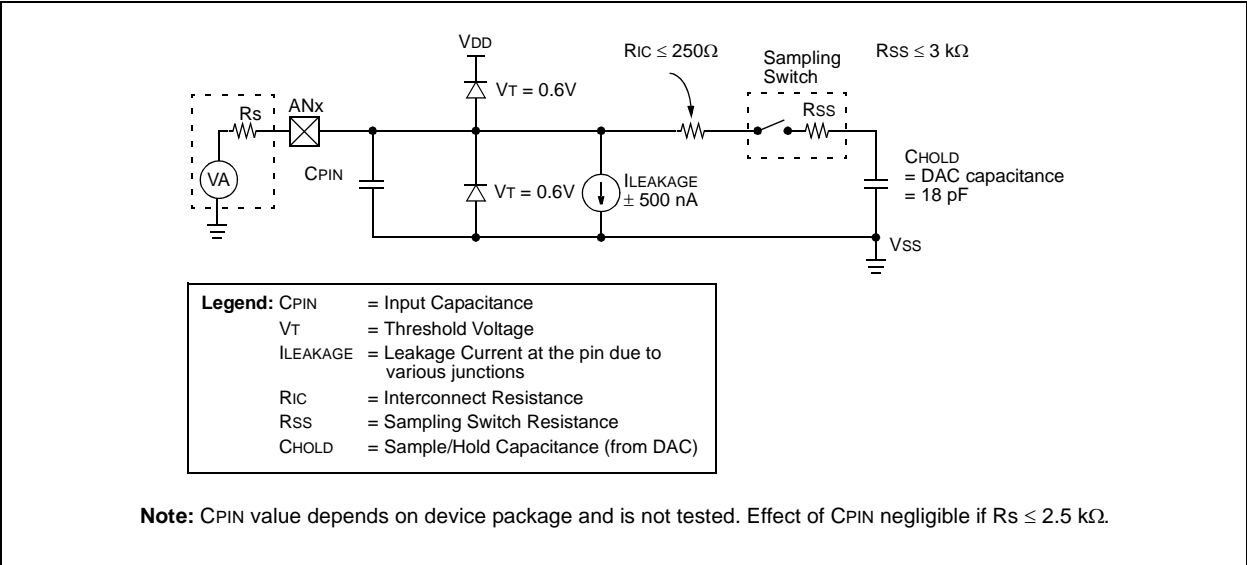 VDD
RIC ≤ 250Ω
Sampling
Switch
RSS ≤ 3 kΩ
VT = 0.6V
Rs
ANx
RSS
VA
CPIN
VT = 0.6V
ILEAKAGE
± 500 nA
CHOLD
= DAC capacitance
= 18 pF
VSS
Legend: CPIN = Input Capacitance
VT = Threshold Voltage
ILEAKAGE = Leakage Current at the pin due to
various junctions
RIC = Interconnect Resistance
RSS = Sampling Switch Resistance
CHOLD = Sample/Hold Capacitance (from DAC)
Note: CPIN value depends on device package and is not tested. Effect of CPIN negligible if Rs ≤ 2.5 kΩ.